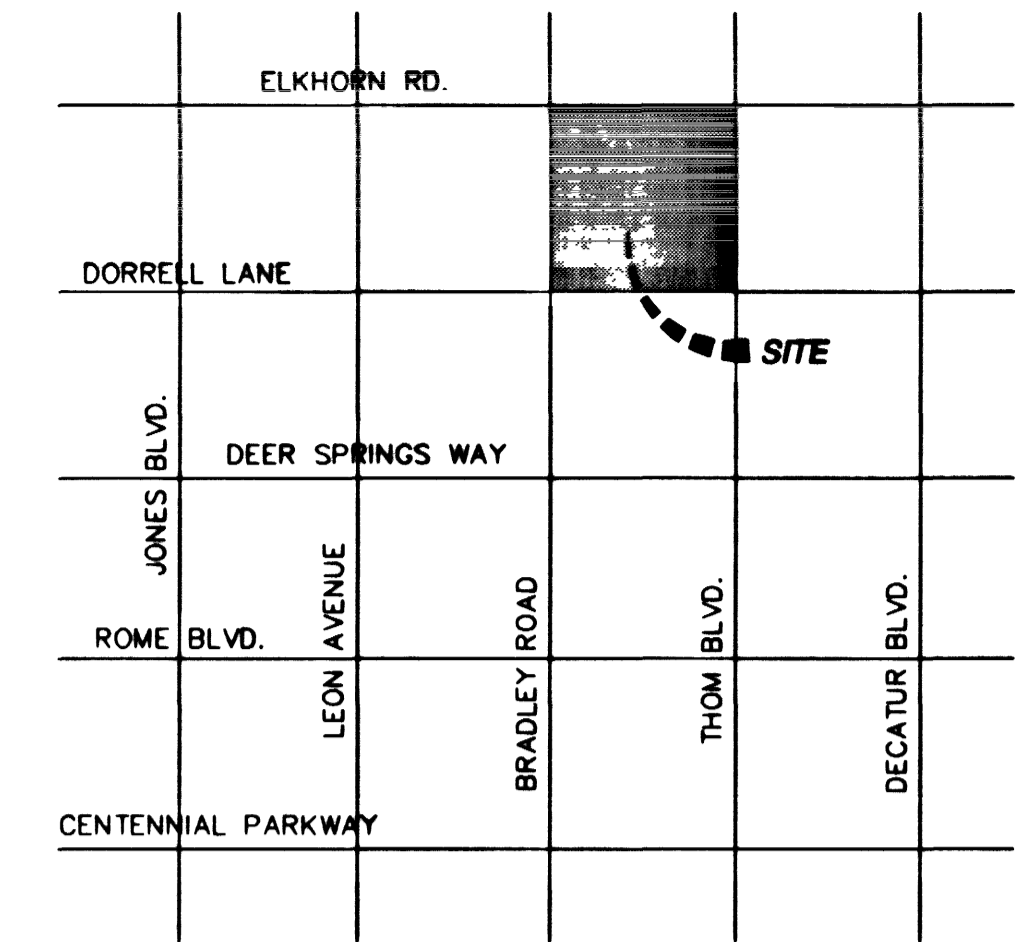 ELKHORN RD.
DORRELL LANE
SITE
DEER SPRINGS WAY
JONES BLVD.
LEON AVENUE
BRADLEY ROAD
THOM BLVD.
DECATUR BLVD.
ROME BLVD.
CENTENNIAL PARKWAY